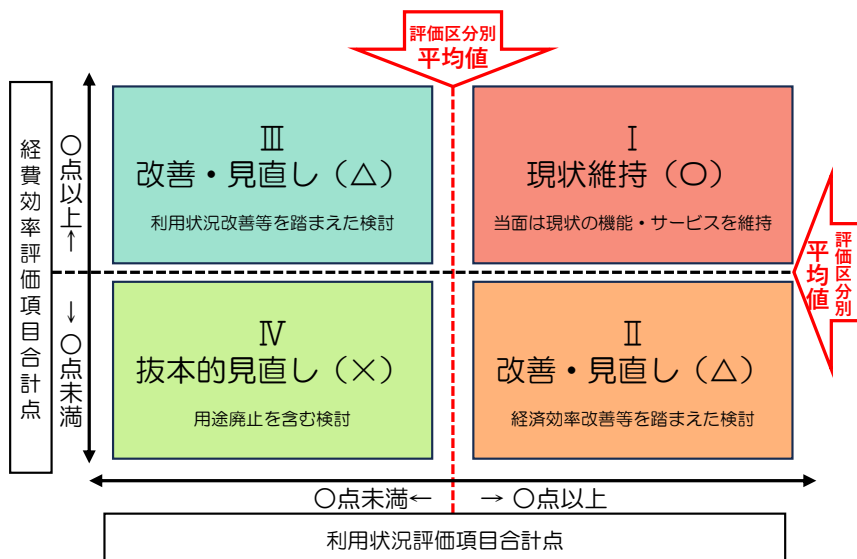 評価区分別
平均値
経費効率評価項目合計点
〇点以上→
←〇点未満
Ⅲ
改善・見直し（△）
利用状況改善等を踏まえた検討
Ⅰ
現状維持（〇）
当面は現状の機能・サービスを維持
評価区分別
平均値
Ⅳ
抜本的見直し（×）
用途廃止を含む検討
Ⅱ
改善・見直し（△）
経済効率改善等を踏まえた検討
〇点未満← → 〇点以上
利用状況評価項目合計点